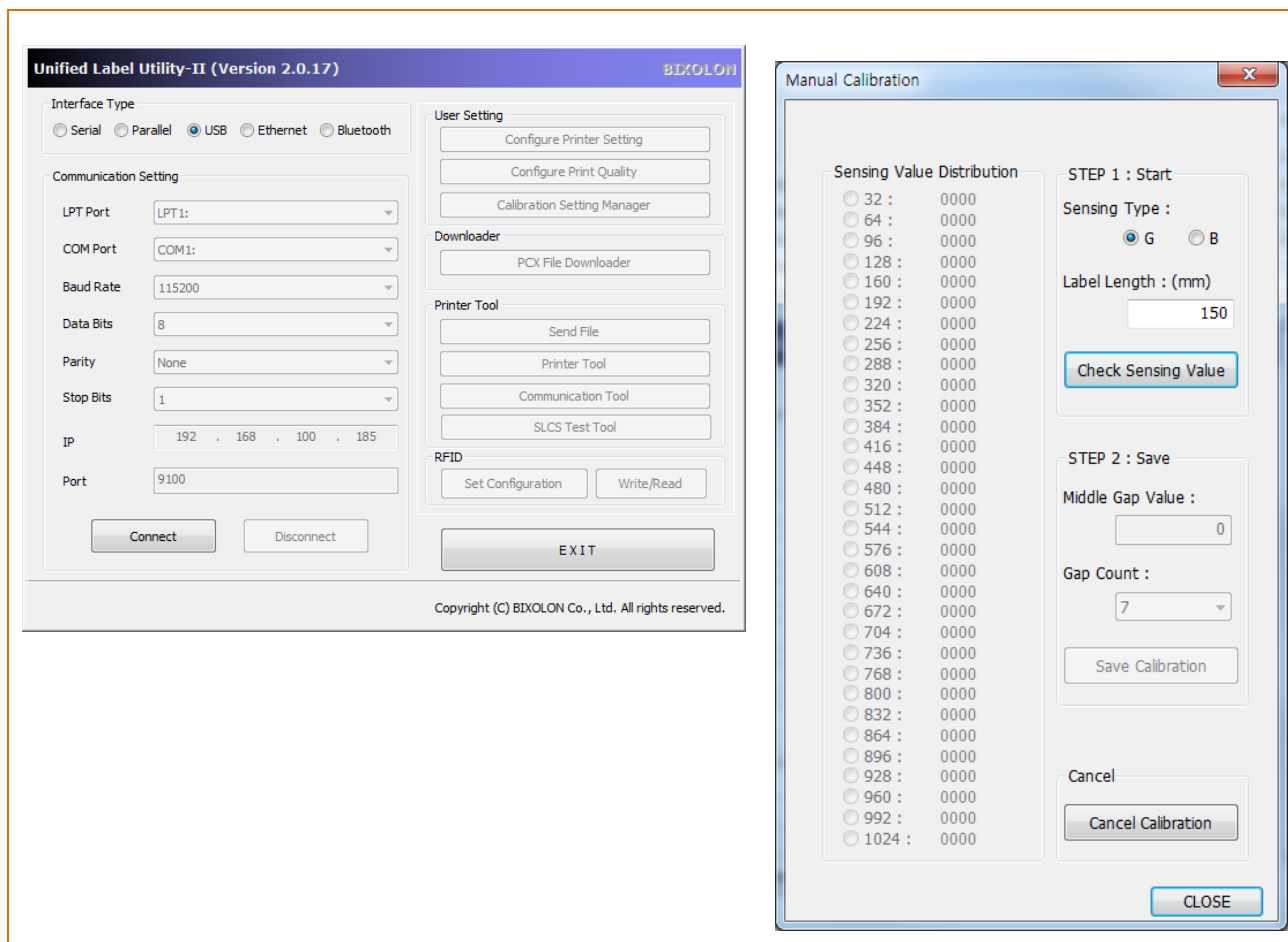 Unified Label Utility-II (Version 2.0.17)
BIXOLON
Interface Type
Serial Parallel USB Ethernet Bluetooth
Communication Setting
LPT Port LPT1:
COM Port COM1:
Baud Rate 115200
Data Bits 8
Parity None
Stop Bits 1
IP 192 . 168 . 100 . 185
Port 9100
Connect Disconnect
User Setting
Configure Printer Setting
Configure Print Quality
Calibration Setting Manager
Downloader
PCX File Downloader
Printer Tool
Send File
Printer Tool
Communication Tool
SLCS Test Tool
RFID
Set Configuration Write/Read
EXIT
Copyright (C) BIXOLON Co., Ltd. All rights reserved.
Manual Calibration
X
Sensing Value Distribution
32 : 0000
64 : 0000
96 : 0000
128 : 0000
160 : 0000
192 : 0000
224 : 0000
256 : 0000
288 : 0000
320 : 0000
352 : 0000
384 : 0000
416 : 0000
448 : 0000
480 : 0000
512 : 0000
544 : 0000
576 : 0000
608 : 0000
640 : 0000
672 : 0000
704 : 0000
736 : 0000
768 : 0000
800 : 0000
832 : 0000
864 : 0000
896 : 0000
928 : 0000
960 : 0000
992 : 0000
1024 : 0000
STEP 1 : Start
Sensing Type :
G B
Label Length : (mm)
150
Check Sensing Value
STEP 2 : Save
Middle Gap Value :
0
Gap Count :
7
Save Calibration
Cancel
Cancel Calibration
CLOSE